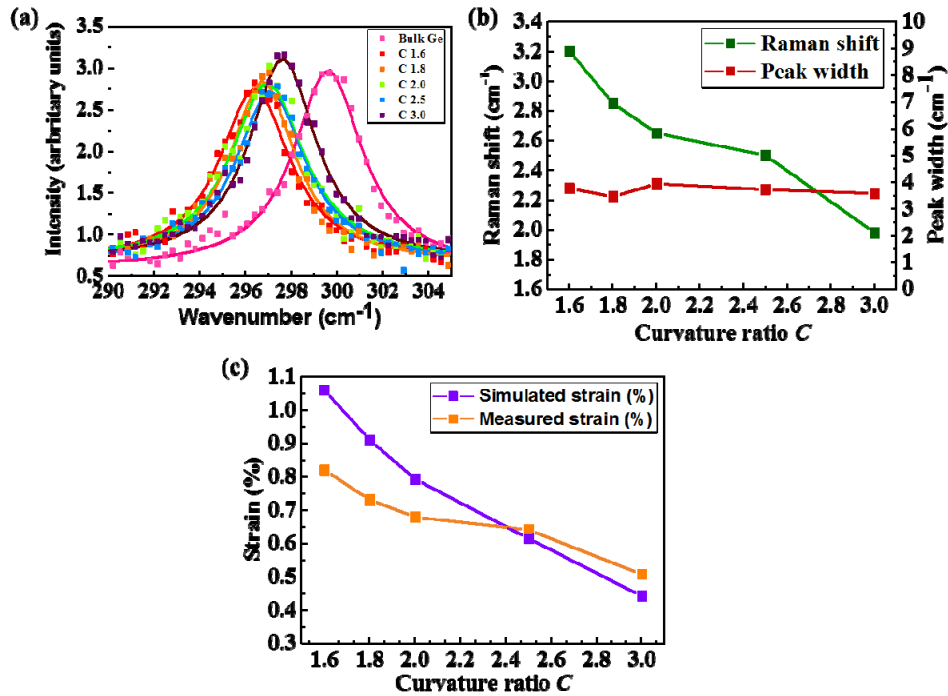 (a)
Inicnsity (arbritary units)
3.5
3.0
2.5
2.0
1.5
1.0
0.5
290 292 294 296 298 300 302 304
Wavenumber (cm-1)
Bulk Ge
C 1.6
C 1.8
C 2.0
C 2.5
C 3.0
(b)
Raman shift (cm-1)
3.2
3.0
2.8
2.6
2.4
2.2
2.0
1.8
1.6
1.6 1.8 2.0 2.2 2.4 2.6 2.8 3.0
Curvature ratio C
Raman shift
Peak width
10
9
8
7
6
5
4
3
2
1
0
Peak width (cm-1)
(c)
Strain (%)
1.1
1.0
0.9
0.8
0.7
0.6
0.5
0.4
0.3
1.6 1.8 2.0 2.2 2.4 2.6 2.8 3.0
Curvature ratio C
Simulated strain (%)
Measured strain (%)